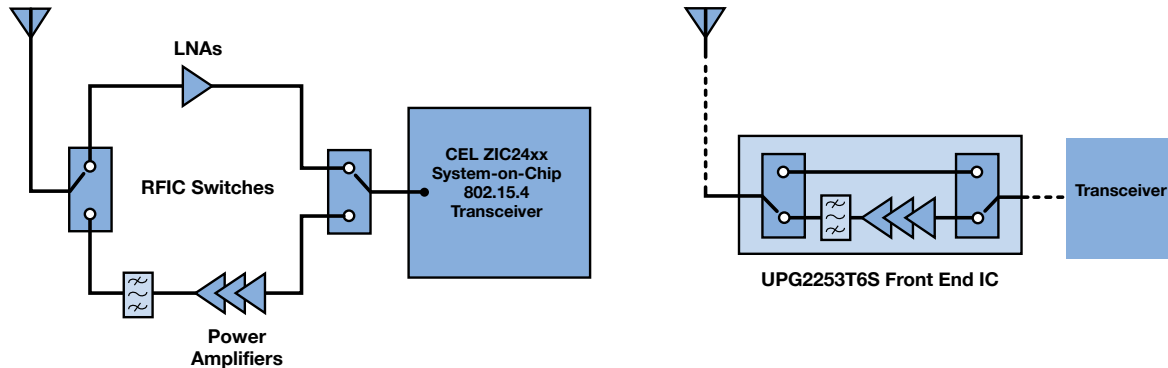 LNAs
RFIC Switches
CEL ZIC24xx
System-on-Chip
802.15.4
Transceiver
Power
Amplifiers
Transceiver
UPG2253T6S Front End IC